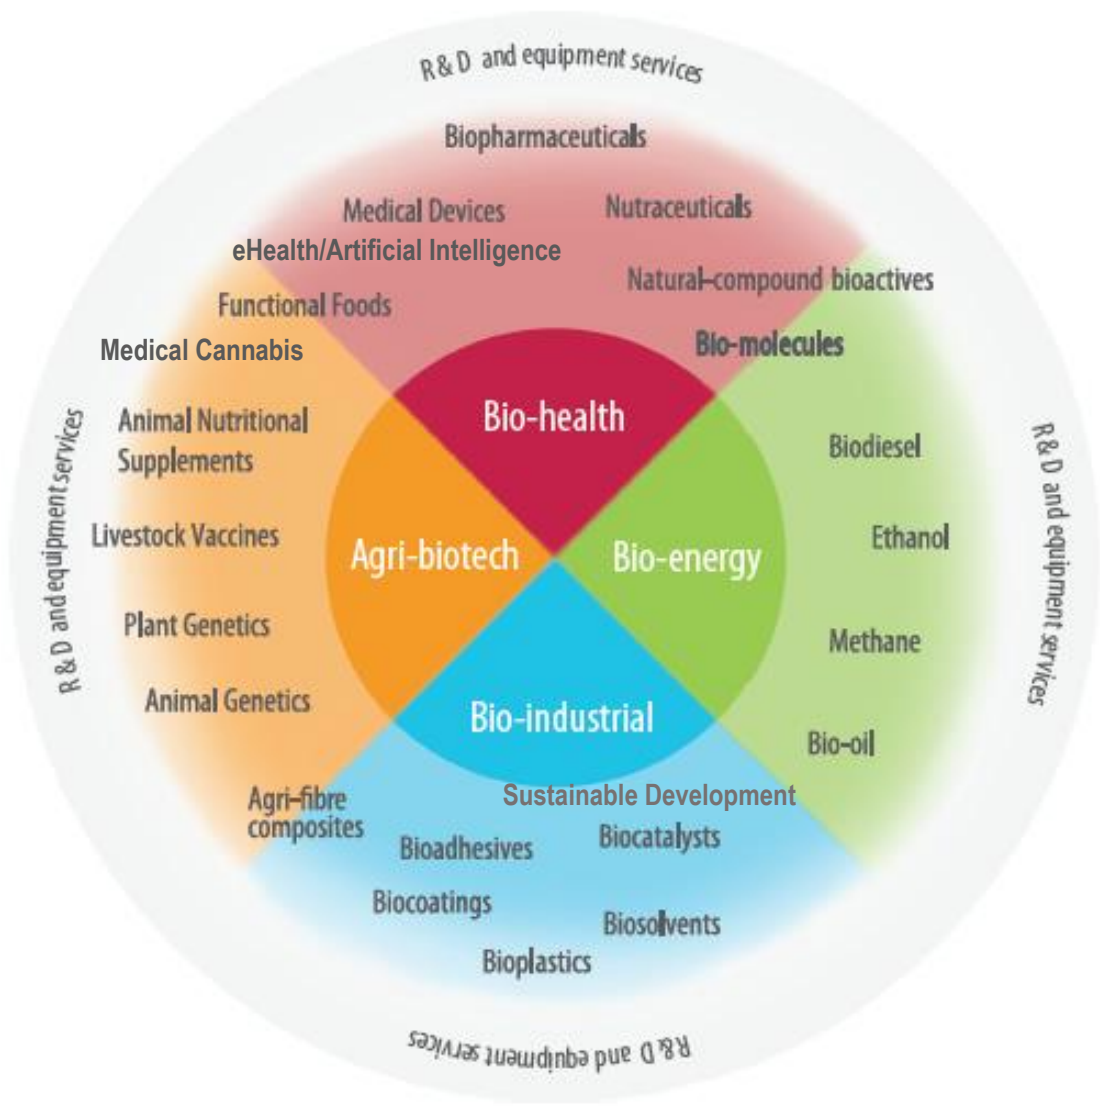 R & D and equipment services
Biopharmaceuticals
Medical Devices
Nutraceuticals
eHealth/Artificial Intelligence
Natural-compound bioactives
Functional Foods
Bio-molecules
Medical Cannabis
Bio-health
Animal Nutritional
Supplements
R & D and equipment services
R & D and equipment services
Biodiesel
Livestock Vaccines
Ethanol
Agri-biotech
Bio-energy
Plant Genetics
Methane
Animal Genetics
Bio-industrial
Bio-oil
Sustainable Development
Agri-fibre
composites
Biocatalysts
Bioadhesives
Biocoatings
Biosolvents
Bioplastics
R & D and equipment services